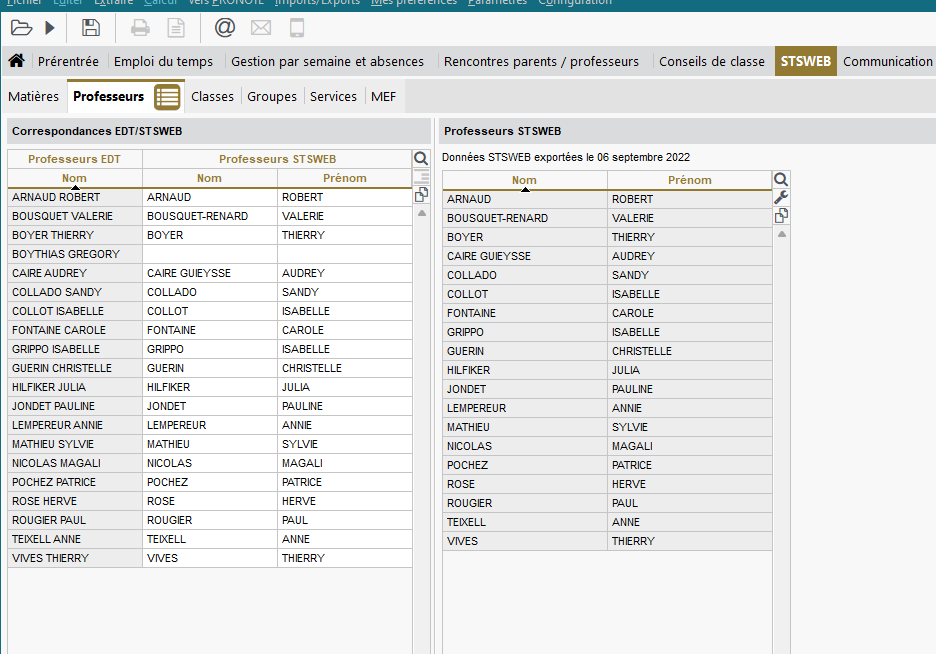 Fichier Editer Extraire Calcul Vers PRONOTE Imports/Exports Mes préférences Paramètres Configuration
@
Prérentrée Emploi du temps Gestion par semaine et absences Rencontres parents / professeurs Conseils de classe STSWEB Communication
Matières Professeurs Classes Groupes Services MEF
Correspondances EDT/STSWEB
Professeurs EDT Professeurs STSWEB
Nom Nom Prénom
ARNAUD ROBERT ARNAUD ROBERT
BOUSQUET VALERIE BOUSQUET-RENARD VALERIE
BOYER THIERRY BOYER THIERRY
BOYTHIAS GREGORY
CAIRE AUDREY CAIRE GUIEYSSE AUDREY
COLLADO SANDY COLLADO SANDY
COLLOT ISABELLE COLLOT ISABELLE
FONTAINE CAROLE FONTAINE CAROLE
GRIPPO ISABELLE GRIPPO ISABELLE
GUERIN CHRISTELLE GUERIN CHRISTELLE
HILFIKER JULIA HILFIKER JULIA
JONDET PAULINE JONDET PAULINE
LEMPEREUR ANNIE LEMPEREUR ANNIE
MATHIEU SYLVIE MATHIEU SYLVIE
NICOLAS MAGALI NICOLAS MAGALI
POCHEZ PATRICE POCHEZ PATRICE
ROSE HERVE ROSE HERVE
ROUGIER PAUL ROUGIER PAUL
TEIXELL ANNE TEIXELL ANNE
VIVES THIERRY VIVES THIERRY
Professeurs STSWEB
Données STSWEB exportées le 06 septembre 2022
Nom Prénom
ARNAUD ROBERT
BOUSQUET-RENARD VALERIE
BOYER THIERRY
CAIRE GUIEYSSE AUDREY
COLLADO SANDY
COLLOT ISABELLE
FONTAINE CAROLE
GRIPPO ISABELLE
GUERIN CHRISTELLE
HILFIKER JULIA
JONDET PAULINE
LEMPEREUR ANNIE
MATHIEU SYLVIE
NICOLAS MAGALI
POCHEZ PATRICE
ROSE HERVE
ROUGIER PAUL
TEIXELL ANNE
VIVES THIERRY